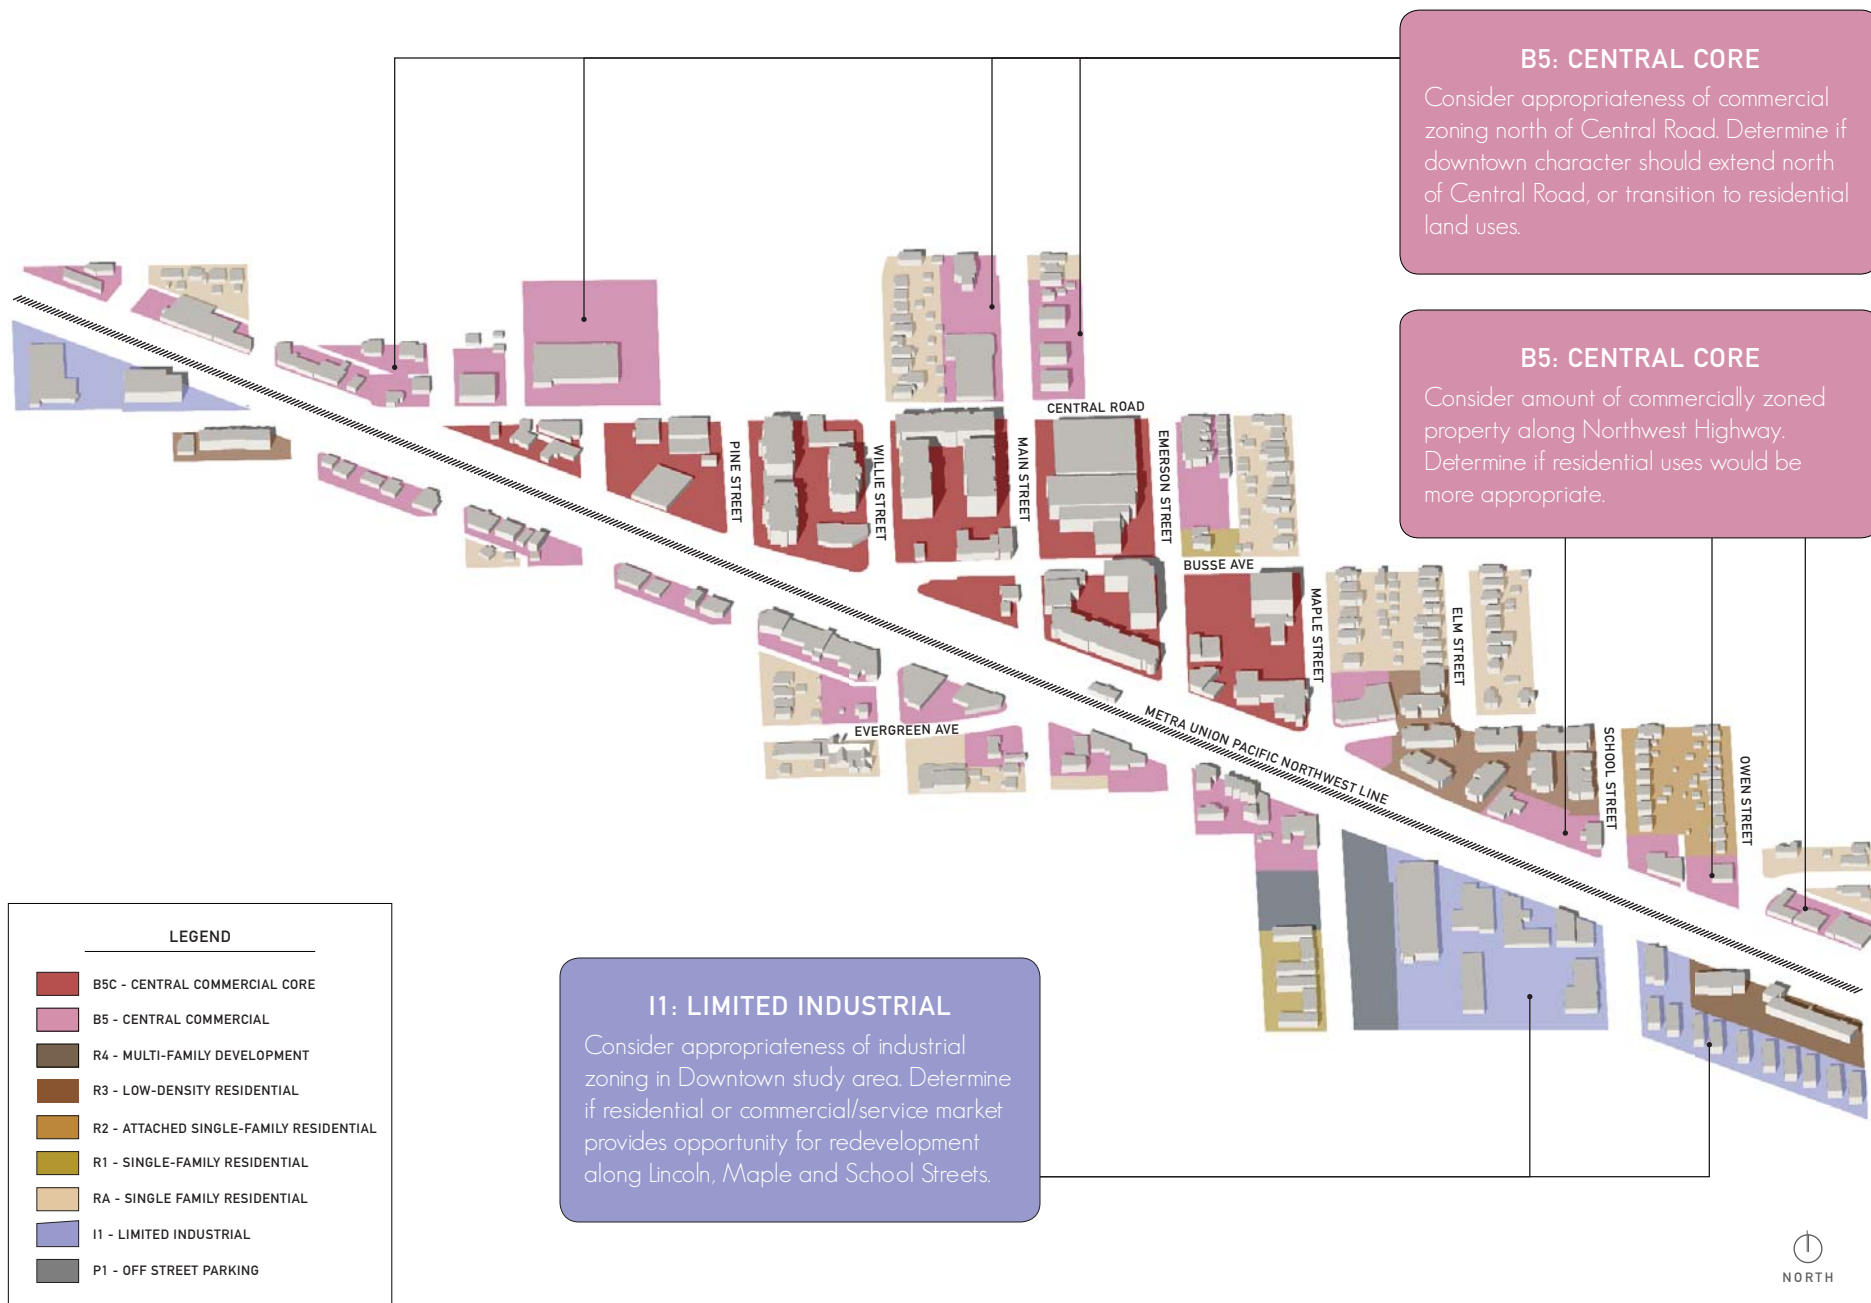 B5: CENTRAL CORE
Consider appropriateness of commercial
zoning north of Central Road. Determine if
downtown character should extend north
of Central Road, or transition to residential
land uses.
B5: CENTRAL CORE
Consider amount of commercially zoned
property along Northwest Highway.
Determine if residential uses would be
more appropriate.
CENTRAL ROAD
PINE STREET
WILLIE STREET
MAIN STREET
EMERSON STREET
BUSSE AVE
MAPLE STREET
ELM STREET
EVERGREEN AVE
METRA UNION PACIFIC NORTHWEST LINE
SCHOOL STREET
OWEN STREET
LEGEND
B5C - CENTRAL COMMERCIAL CORE
B5 - CENTRAL COMMERCIAL
R4 - MULTI-FAMILY DEVELOPMENT
R3 - LOW-DENSITY RESIDENTIAL
R2 - ATTACHED SINGLE-FAMILY RESIDENTIAL
R1 - SINGLE-FAMILY RESIDENTIAL
RA - SINGLE FAMILY RESIDENTIAL
I1 - LIMITED INDUSTRIAL
P1 - OFF STREET PARKING
I1: LIMITED INDUSTRIAL
Consider appropriateness of industrial
zoning in Downtown study area. Determine
if residential or commercial/service market
provides opportunity for redevelopment
along Lincoln, Maple and School Streets.
NORTH